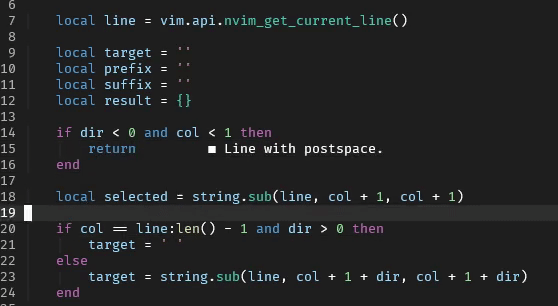 6
7 local line = vim.api.nvim_get_current_line()
8
9 local target = ''
10 local prefix = ''
11 local suffix = ''
12 local result = {}
13
14 if dir < 0 and col < 1 then
15 return ■ Line with postspace.
16 end
17
18 local selected = string.sub(line, col + 1, col + 1)
19
20 if col == line:len() - 1 and dir > 0 then
21 target = ' '
22 else
23 target = string.sub(line, col + 1 + dir, col + 1 + dir)
24 end